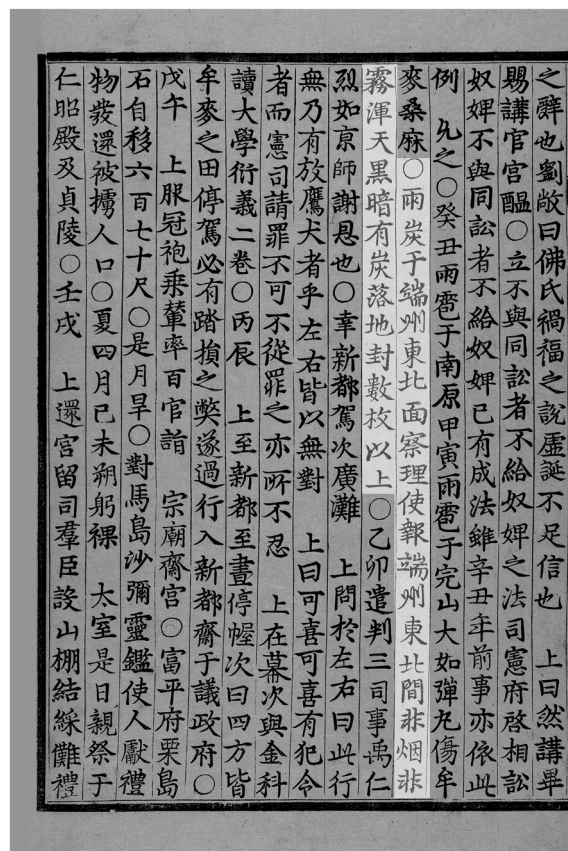 之辭也劉敞曰佛氏禍福之說虛誕不足信也　上曰然講畢
賜講官宮醞○立不與同訟者不給奴婢之法司憲府啓相訟
奴婢不與同訟者不給奴婢已有成法雖辛丑年前事亦依此
例　允之○癸丑雨雹于南原甲寅雨雹于完山大如彈丸傷牟
麥桑麻○雨炭于端州東北面察理使報端州東北間非烟非
霧渾天黑暗有炭落地封數枚以上○乙卯遣判三司事禹仁
烈如京師謝恩也○幸新都駕次廣灘　上問於左右曰此行
無乃有放鷹犬者乎左右皆以無對　上曰可喜可喜有犯令
者而憲司請罪不可不從罪之亦所不忍　上在幕次與金科
讀大學衍義二卷○丙辰　上至新都至晝停幄次曰四方皆
牟麥之田停駕必有踏損之弊遂過行入新都齋于議政府○
戊午　上服冠袍乘輦率百官詣　宗廟齋宮○富平府栗島
石自移六百七十尺○是月旱○對馬島沙彌靈鑑使人獻禮
物發還被擄人口○夏四月己未朔躬祼　太室是日親祭于
仁昭殿及貞陵○壬戌　上還宮留司羣臣設山棚結綵儺禮